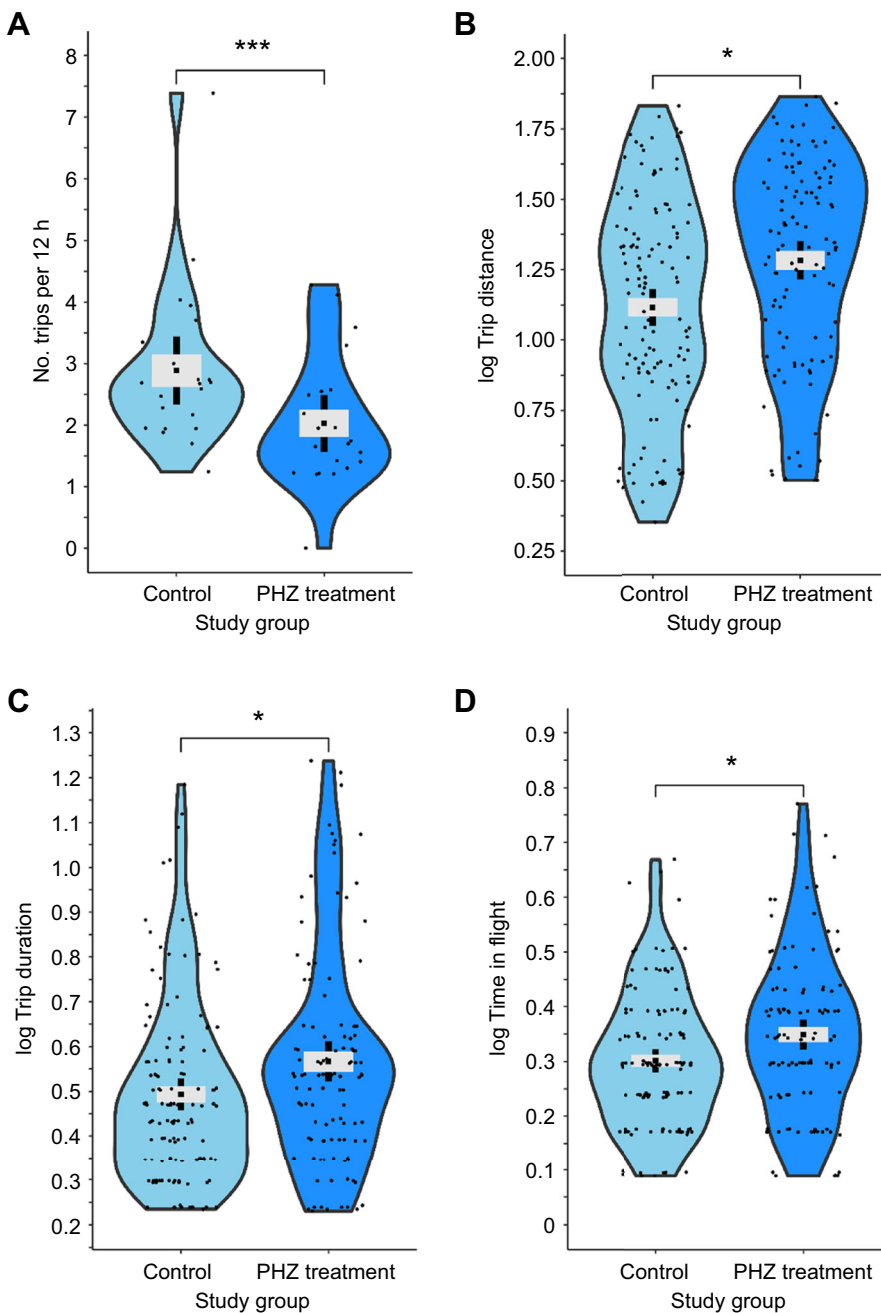 A
***
8
7
6
5
4
3
2
1
0
No. trips per 12 h
Control PHZ treatment
Study group
B
*
2.00
1.75
1.50
1.25
1.00
0.75
0.50
0.25
log Trip distance
Control PHZ treatment
Study group
C
*
1.3
1.2
1.1
1.0
0.9
0.8
0.7
0.6
0.5
0.4
0.3
0.2
log Trip duration
Control PHZ treatment
Study group
D
*
0.9
0.8
0.7
0.6
0.5
0.4
0.3
0.2
0.1
0
log Time in flight
Control PHZ treatment
Study group